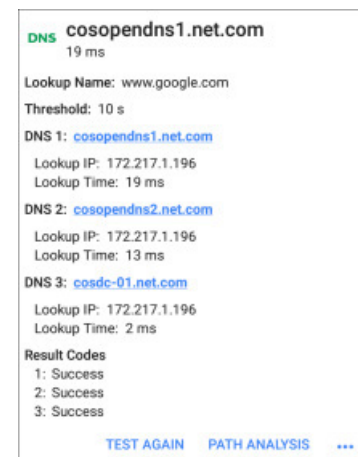 DNS cosopendns1.net.com
19 ms
Lookup Name: www.google.com
Threshold: 10 s
DNS 1: cosopendns1.net.com
Lookup IP: 172.217.1.196
Lookup Time: 19 ms
DNS 2: cosopendns2.net.com
Lookup IP: 172.217.1.196
Lookup Time: 13 ms
DNS 3: cosdc-01.net.com
Lookup IP: 172.217.1.196
Lookup Time: 2 ms
Result Codes
1: Success
2: Success
3: Success
TEST AGAIN PATH ANALYSIS ...